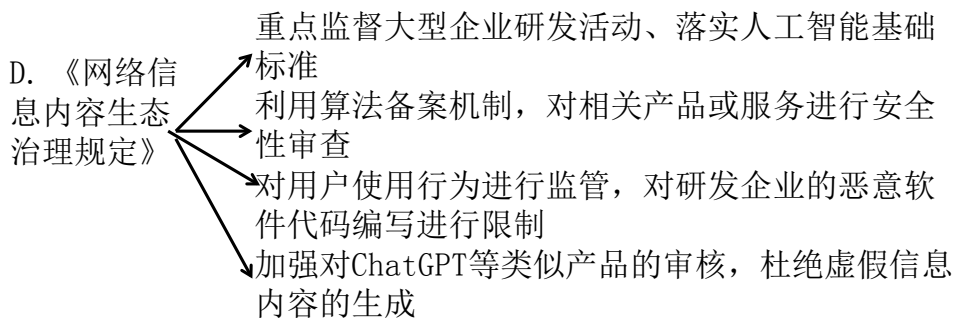 重点监督大型企业研发活动、落实人工智能基础
标准
D. 《网络信
息内容生态
治理规定》
利用算法备案机制，对相关产品或服务进行安全
性审查
对用户使用行为进行监管，对研发企业的恶意软
件代码编写进行限制
加强对ChatGPT等类似产品的审核，杜绝虚假信息
内容的生成